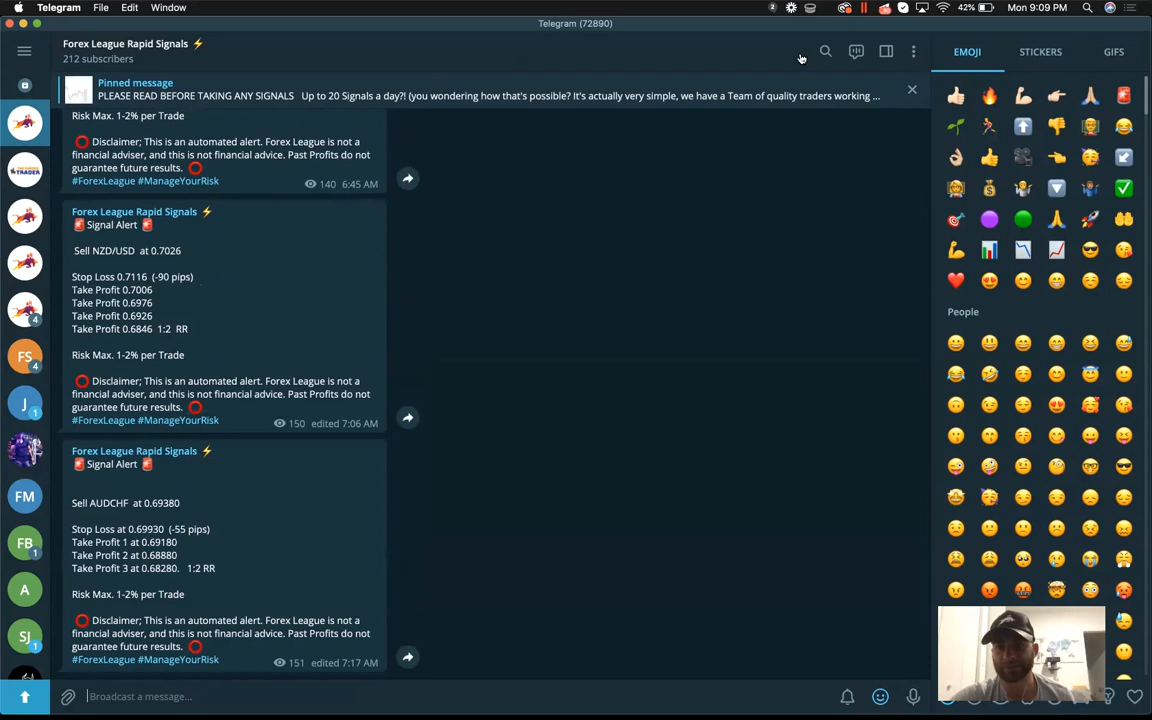 Telegram File Edit Window
2
42%
Mon 9:09 PM
Telegram (72890)
Forex League Rapid Signals ⚡
212 subscribers
EMOJI STICKERS GIFS
Pinned message
PLEASE READ BEFORE TAKING ANY SIGNALS Up to 20 Signals a day?! (you wondering how that's possible? It's actually very simple, we have a Team of quality traders working ...
Risk Max. 1-2% per Trade
⭕ Disclaimer; This is an automated alert. Forex League is not a
financial adviser, and this is not financial advice. Past Profits do not
guarantee future results. ⭕
#ForexLeague #ManageYourRisk
140 6:45 AM
Forex League Rapid Signals ⚡
🚨Signal Alert 🚨
Sell NZD/USD at 0.7026
Stop Loss 0.7116 (-90 pips)
Take Profit 0.7006
Take Profit 0.6976
Take Profit 0.6926
Take Profit 0.6846 1:2 RR
Risk Max. 1-2% per Trade
⭕ Disclaimer; This is an automated alert. Forex League is not a
financial adviser, and this is not financial advice. Past Profits do not
guarantee future results. ⭕
#ForexLeague #ManageYourRisk
150 edited 7:06 AM
Forex League Rapid Signals ⚡
🚨Signal Alert 🚨
Sell AUDCHF at 0.69380
Stop Loss at 0.69930 (-55 pips)
Take Profit 1 at 0.69180
Take Profit 2 at 0.68880
Take Profit 3 at 0.68280. 1:2 RR
Risk Max. 1-2% per Trade
⭕ Disclaimer; This is an automated alert. Forex League is not a
financial adviser, and this is not financial advice. Past Profits do not
guarantee future results. ⭕
#ForexLeague #ManageYourRisk
151 edited 7:17 AM
Broadcast a message...
People
4
FS
4
J
1
FM
FB
1
A
SJ
1